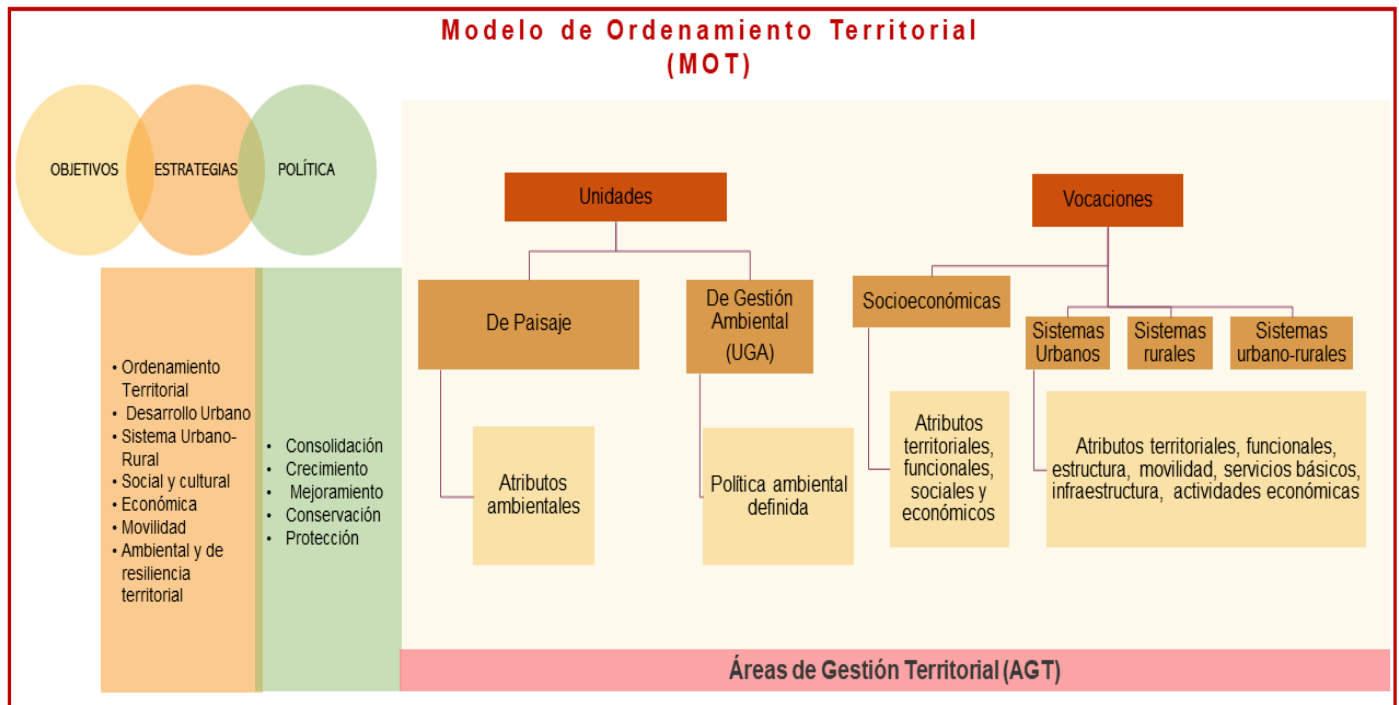 Modelo de Ordenamiento Territorial
(MOT)
OBJETIVOS
ESTRATEGIAS
POLÍTICA
• Ordenamiento
Territorial
• Desarrollo Urbano
• Sistema Urbano-
Rural
• Social y cultural
• Económica
• Movilidad
• Ambiental y de
resiliencia
territorial
• Consolidación
• Crecimiento
• Mejoramiento
• Conservación
• Protección
Unidades
De Paisaje
De Gestión
Ambiental
(UGA)
Atributos
ambientales
Política ambiental
definida
Vocaciones
Socioeconómicas
Sistemas
Urbanos
Sistemas
rurales
Sistemas
urbano-rurales
Atributos
territoriales,
funcionales,
sociales y
económicos
Atributos territoriales, funcionales,
estructura, movilidad, servicios básicos,
infraestructura, actividades económicas
Áreas de Gestión Territorial (AGT)